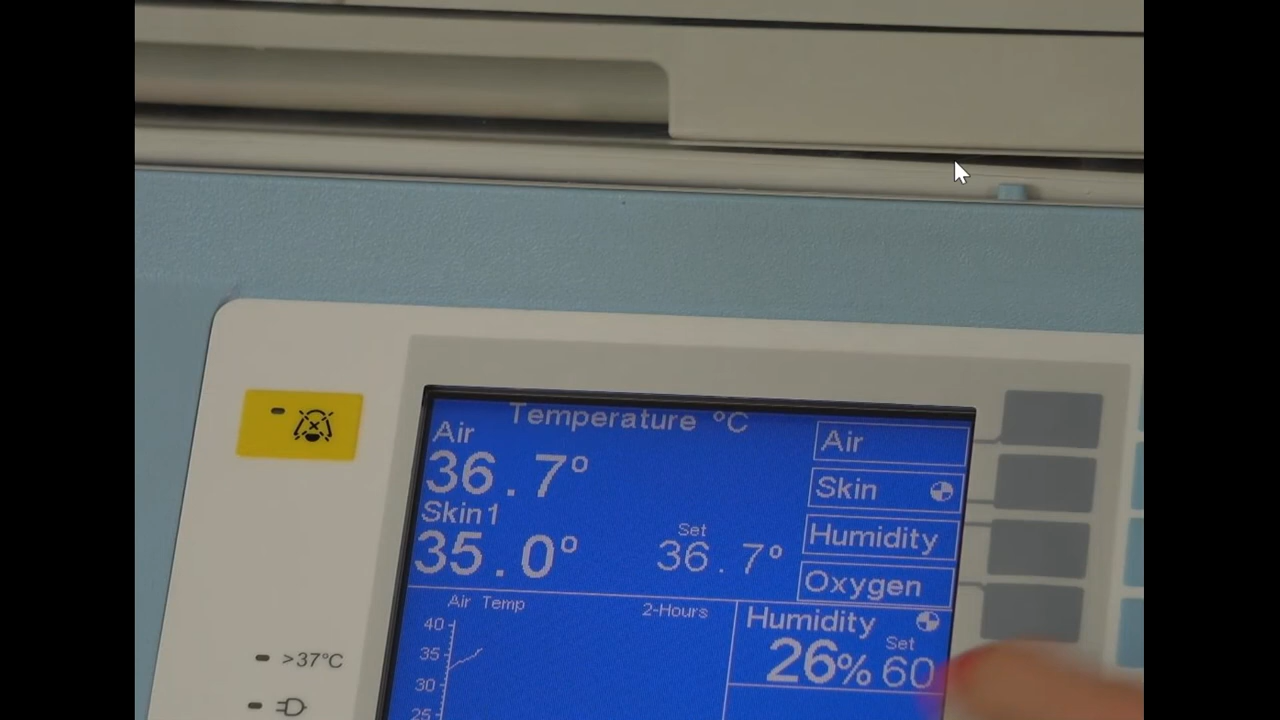 Temperature °C
Air
36.7°
Skin1
35.0°
Set
36.7°
Air
Skin
Humidity
Oxygen
Air Temp
2-Hours
40
35
30
25
Humidity
Set
26% 60
>37°C